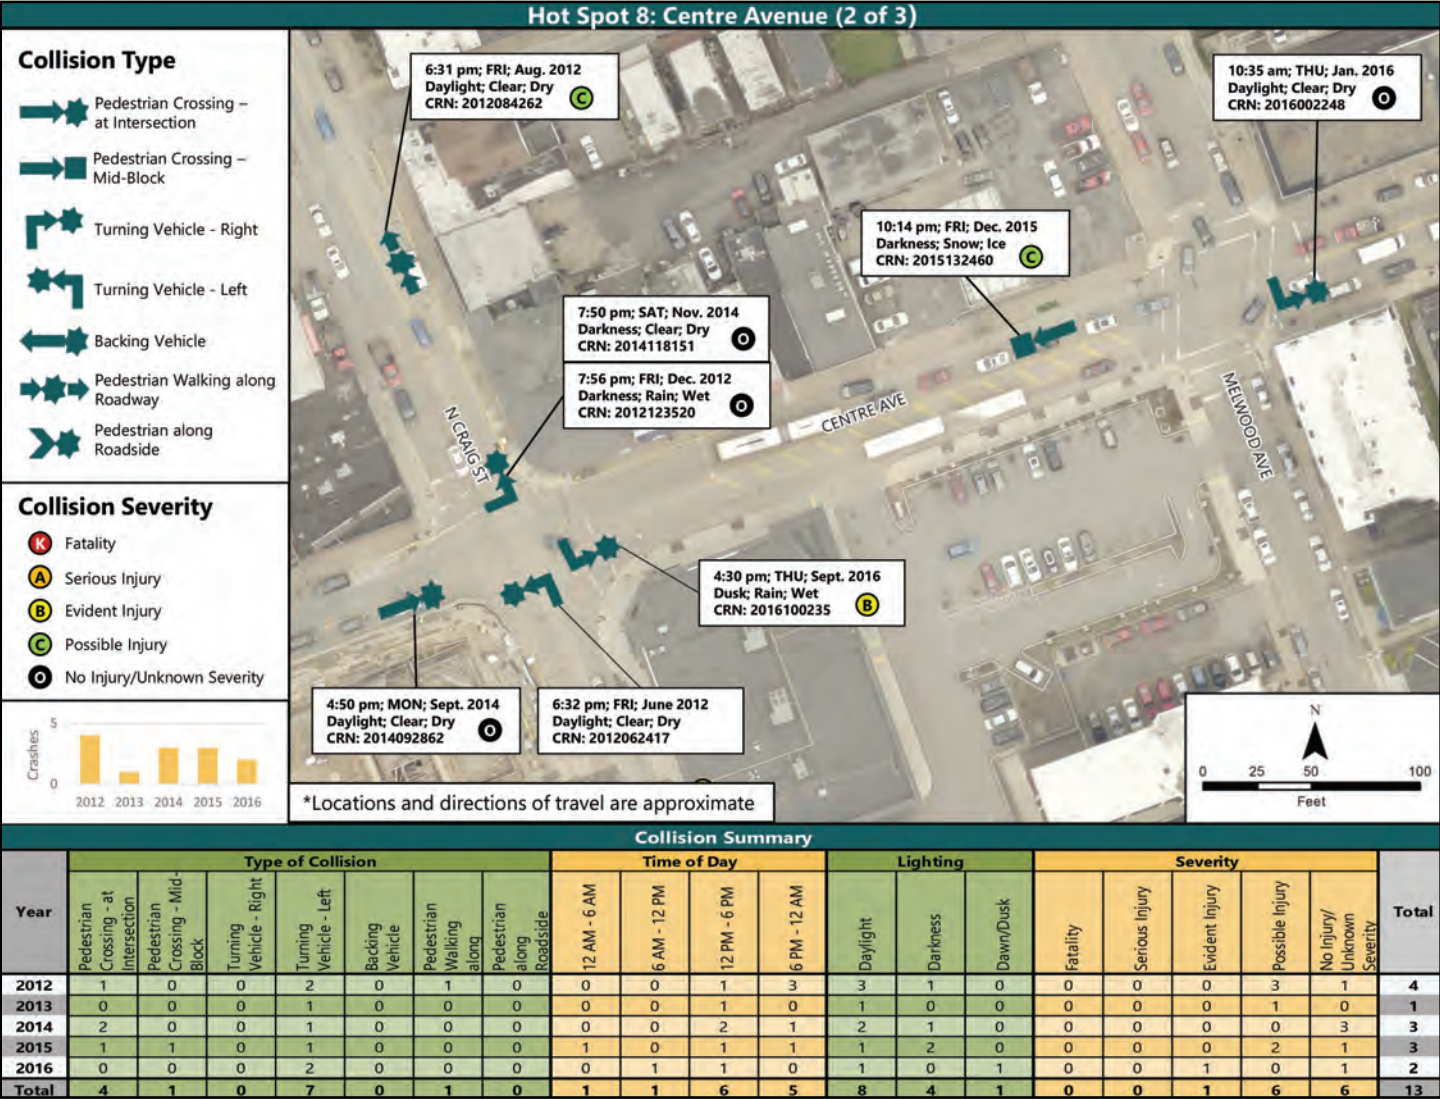 Hot Spot 8: Centre Avenue (2 of 3)
Collision Type
Pedestrian Crossing –
at Intersection
Pedestrian Crossing –
Mid-Block
Turning Vehicle - Right
Turning Vehicle - Left
Backing Vehicle
Pedestrian Walking along
Roadway
Pedestrian along
Roadside
Collision Severity
K Fatality
A Serious Injury
B Evident Injury
C Possible Injury
O No Injury/Unknown Severity
Crashes
5
0
2012 2013 2014 2015 2016
6:31 pm; FRI; Aug. 2012
Daylight; Clear; Dry
CRN: 2012084262 C
10:35 am; THU; Jan. 2016
Daylight; Clear; Dry
CRN: 2016002248 O
10:14 pm; FRI; Dec. 2015
Darkness; Snow; Ice
CRN: 2015132460 C
7:50 pm; SAT; Nov. 2014
Darkness; Clear; Dry
CRN: 2014118151 O
7:56 pm; FRI; Dec. 2012
Darkness; Rain; Wet
CRN: 2012123520 O
N CRAIG ST
CENTRE AVE
MELWOOD AVE
4:30 pm; THU; Sept. 2016
Dusk; Rain; Wet
CRN: 2016100235 B
4:50 pm; MON; Sept. 2014
Daylight; Clear; Dry
CRN: 2014092862 O
6:32 pm; FRI; June 2012
Daylight; Clear; Dry
CRN: 2012062417
N
0 25 50 100
Feet
*Locations and directions of travel are approximate
Collision Summary
Year
Type of Collision
Time of Day
Lighting
Severity
Total
Pedestrian
Crossing - at
Intersection
Pedestrian
Crossing - Mid-
Block
Turning
Vehicle - Right
Turning
Vehicle - Left
Backing
Vehicle
Pedestrian
Walking
along
Pedestrian
along
Roadside
12 AM - 6 AM
6 AM - 12 PM
12 PM - 6 PM
6 PM - 12 AM
Daylight
Darkness
Dawn/Dusk
Fatality
Serious Injury
Evident Injury
Possible Injury
No Injury/
Unknown
Severity
2012 1 0 0 2 0 1 0 0 0 1 3 3 1 0 0 0 0 3 1 4
2013 0 0 0 1 0 0 0 0 0 1 0 1 0 0 0 0 0 1 0 1
2014 2 0 0 1 0 0 0 0 0 2 1 2 1 0 0 0 0 0 3 3
2015 1 1 0 1 0 0 0 1 0 1 1 1 2 0 0 0 0 2 1 3
2016 0 0 0 2 0 0 0 0 1 1 0 1 0 1 0 0 1 0 1 2
Total 4 1 0 7 0 1 0 1 1 6 5 8 4 1 0 0 1 6 6 13